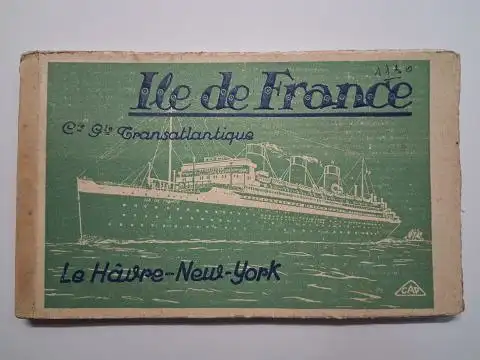 Ile de France
Cie Gle Transatlantique
Le Hâvre-New-York
CAP